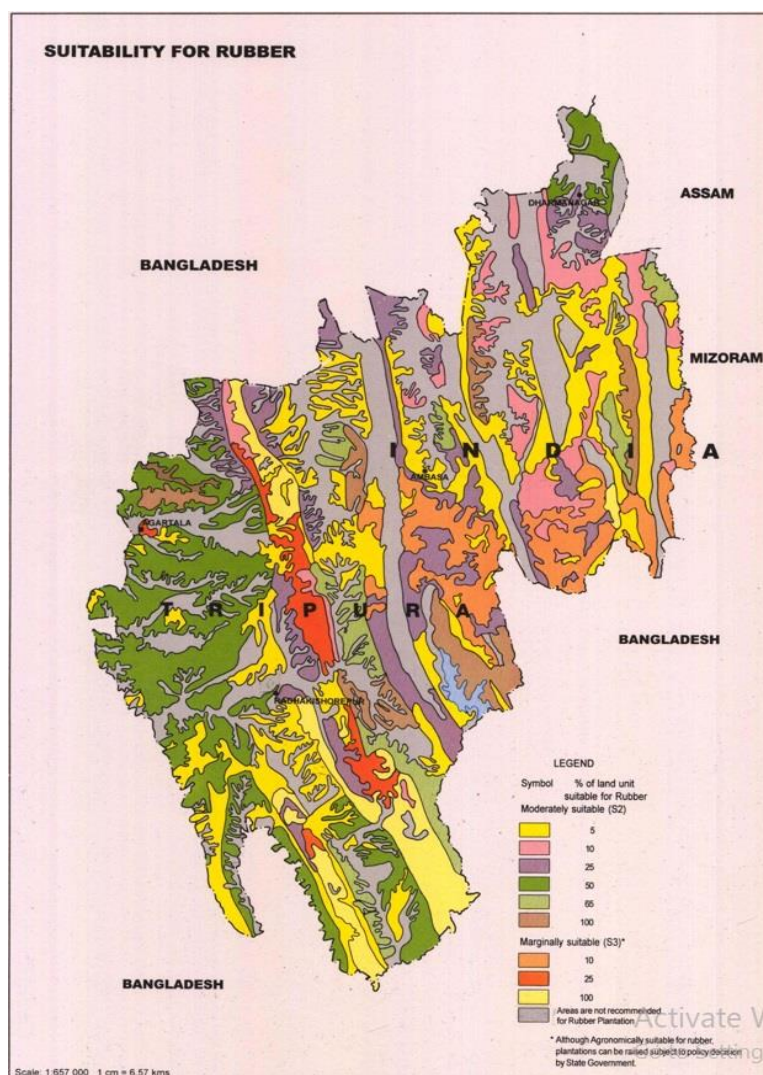 SUITABILITY FOR RUBBER
ASSAM
DHARMANAGAR
BANGLADESH
MIZORAM
I N D I A
AMBASA
AGARTALA
T R I P U R A
BANGLADESH
RADHAKISHOREPUR
LEGEND
Symbol % of land unit
suitable for Rubber
Moderately suitable (S2)
5
10
25
50
65
100
Marginally suitable (S3)*
10
25
100
Areas are not recommended
for Rubber Plantation
BANGLADESH
Activate W
* Although Agronomically suitable for rubber,
plantations can be raised subject to policy decision
by State Government.
Scale: 1:657 000 1 cm = 6.57 kms